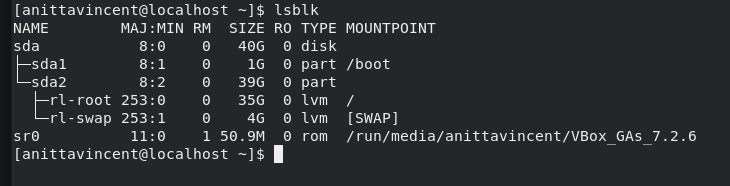 [anittavincent@localhost ~]$ lsblk
NAME        MAJ:MIN RM  SIZE RO TYPE MOUNTPOINT
sda           8:0    0   40G  0 disk
├─sda1        8:1    0    1G  0 part /boot
└─sda2        8:2    0   39G  0 part
  ├─rl-root 253:0    0   35G  0 lvm  /
  └─rl-swap 253:1    0    4G  0 lvm  [SWAP]
sr0          11:0    1 50.9M  0 rom  /run/media/anittavincent/VBox_GAs_7.2.6
[anittavincent@localhost ~]$